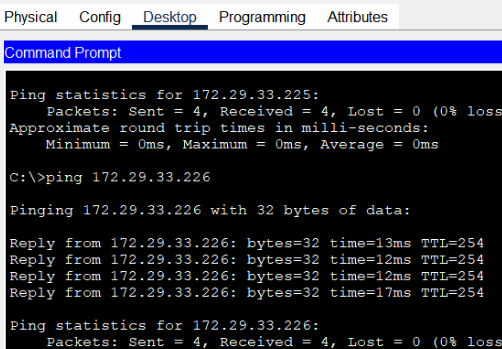 Physical Config Desktop Programming Attributes
Command Prompt
Ping statistics for 172.29.33.225:
Packets: Sent = 4, Received = 4, Lost = 0 (0% loss
Approximate round trip times in milli-seconds:
Minimum = 0ms, Maximum = 0ms, Average = 0ms
C:\>ping 172.29.33.226
Pinging 172.29.33.226 with 32 bytes of data:
Reply from 172.29.33.226: bytes=32 time=13ms TTL=254
Reply from 172.29.33.226: bytes=32 time=12ms TTL=254
Reply from 172.29.33.226: bytes=32 time=12ms TTL=254
Reply from 172.29.33.226: bytes=32 time=17ms TTL=254
Ping statistics for 172.29.33.226:
Packets: Sent = 4, Received = 4, Lost = 0 (0% loss